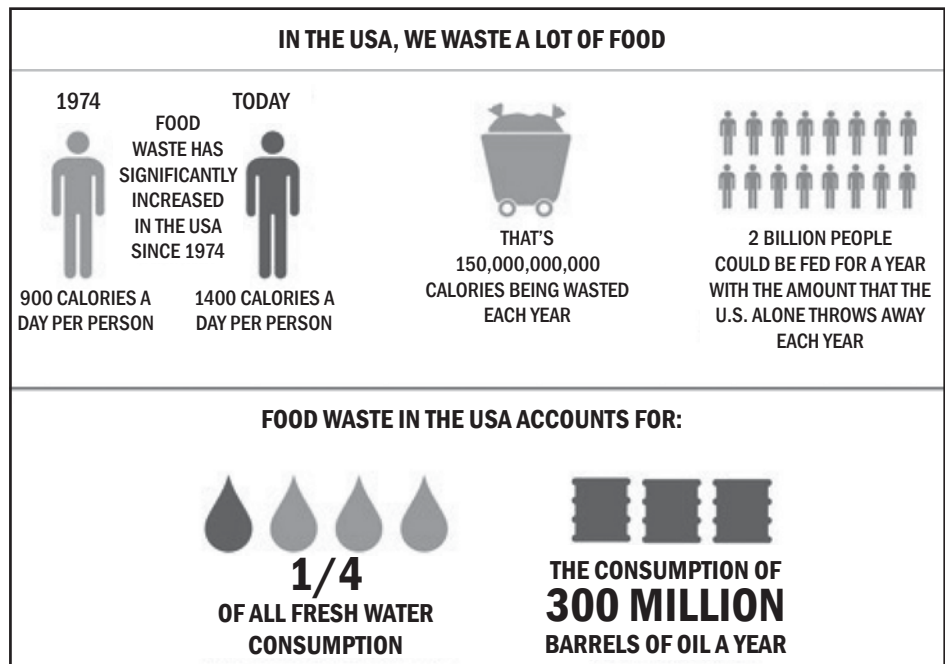 IN THE USA, WE WASTE A LOT OF FOOD
1974
TODAY
FOOD
WASTE HAS
SIGNIFICANTLY
INCREASED
IN THE USA
SINCE 1974
900 CALORIES A
DAY PER PERSON
1400 CALORIES A
DAY PER PERSON
THAT'S
150,000,000,000
CALORIES BEING WASTED
EACH YEAR
2 BILLION PEOPLE
COULD BE FED FOR A YEAR
WITH THE AMOUNT THAT THE
U.S. ALONE THROWS AWAY
EACH YEAR
FOOD WASTE IN THE USA ACCOUNTS FOR:
1/4
OF ALL FRESH WATER
CONSUMPTION
THE CONSUMPTION OF
300 MILLION
BARRELS OF OIL A YEAR